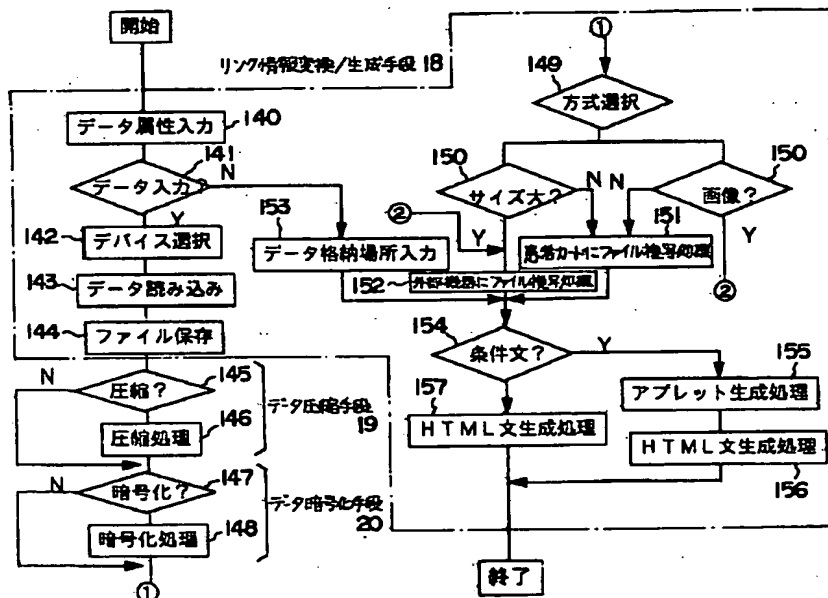 開始
リンク情報変換/生成手段 18
データ属性入力
140
データ入力?
141
N
Y
デバイス選択
142
データ読み込み
143
ファイル保存
144
圧縮?
145
N
圧縮処理
146
データ圧縮手段
19
暗号化?
147
N
暗号化処理
148
データ暗号化手段
20
①
①
方式選択
149
サイズ大?
150
N
Y
画像?
150
N
Y
②
②
データ格納場所入力
153
患者カードにファイル複写処理
151
外部機器にファイル複写処理
152
条件文?
154
Y
アプレット生成処理
155
HTML文生成処理
157
HTML文生成処理
156
終了